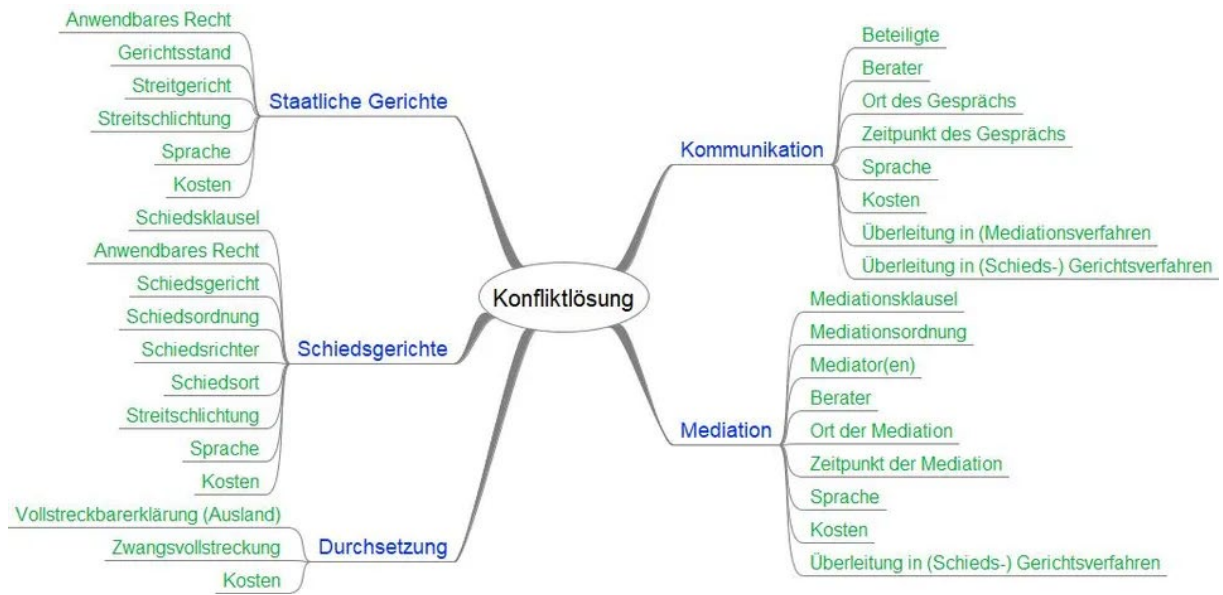 Konfliktlösung
Staatliche Gerichte
Anwendbares Recht
Gerichtsstand
Streitgericht
Streitschlichtung
Sprache
Kosten
Schiedsgerichte
Schiedsklausel
Anwendbares Recht
Schiedsgericht
Schiedsordnung
Schiedsrichter
Schiedsort
Streitschlichtung
Sprache
Kosten
Durchsetzung
Vollstreckbarerklärung (Ausland)
Zwangsvollstreckung
Kosten
Kommunikation
Beteiligte
Berater
Ort des Gesprächs
Zeitpunkt des Gesprächs
Sprache
Kosten
Überleitung in (Mediationsverfahren
Überleitung in (Schieds-) Gerichtsverfahren
Mediation
Mediationsklausel
Mediationsordnung
Mediator(en)
Berater
Ort der Mediation
Zeitpunkt der Mediation
Sprache
Kosten
Überleitung in (Schieds-) Gerichtsverfahren